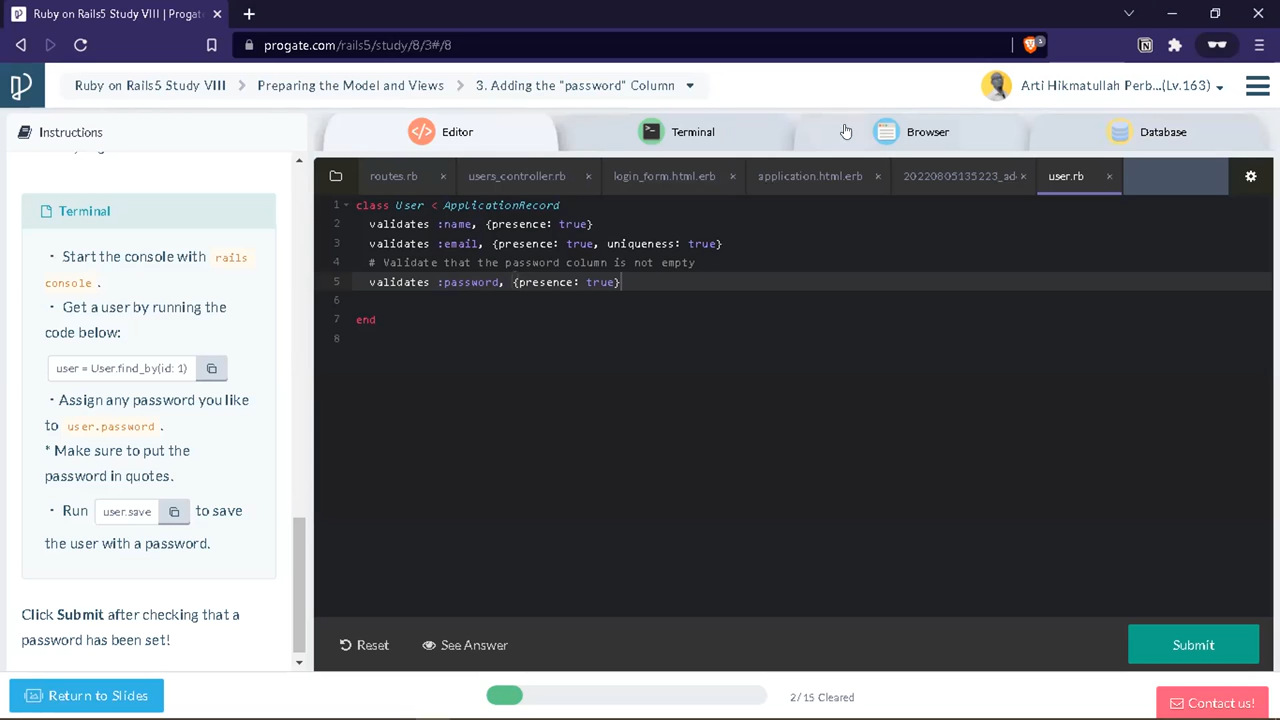 Ruby on Rails5 Study VIII | Progate
progate.com/rails5/study/8/3#/8
Ruby on Rails5 Study VIII
Preparing the Model and Views
3. Adding the "password" Column
Arti Hikmatullah Perb...(Lv.163)
Instructions
Editor
Terminal
Browser
Database
routes.rb
users_controller.rb
login_form.html.erb
application.html.erb
20220805135223_ad
user.rb
Terminal
・ Start the console with rails
console .
・ Get a user by running the
code below:
user = User.find_by(id: 1)
・Assign any password you like
to user.password .
* Make sure to put the
password in quotes.
・ Run user.save to save
the user with a password.
Click Submit after checking that a
password has been set!
1 class User < ApplicationRecord
2 validates :name, {presence: true}
3 validates :email, {presence: true, uniqueness: true}
4 # Validate that the password column is not empty
5 validates :password, {presence: true}
6
7 end
8
Reset
See Answer
Submit
Return to Slides
2/15 Cleared
Contact us!